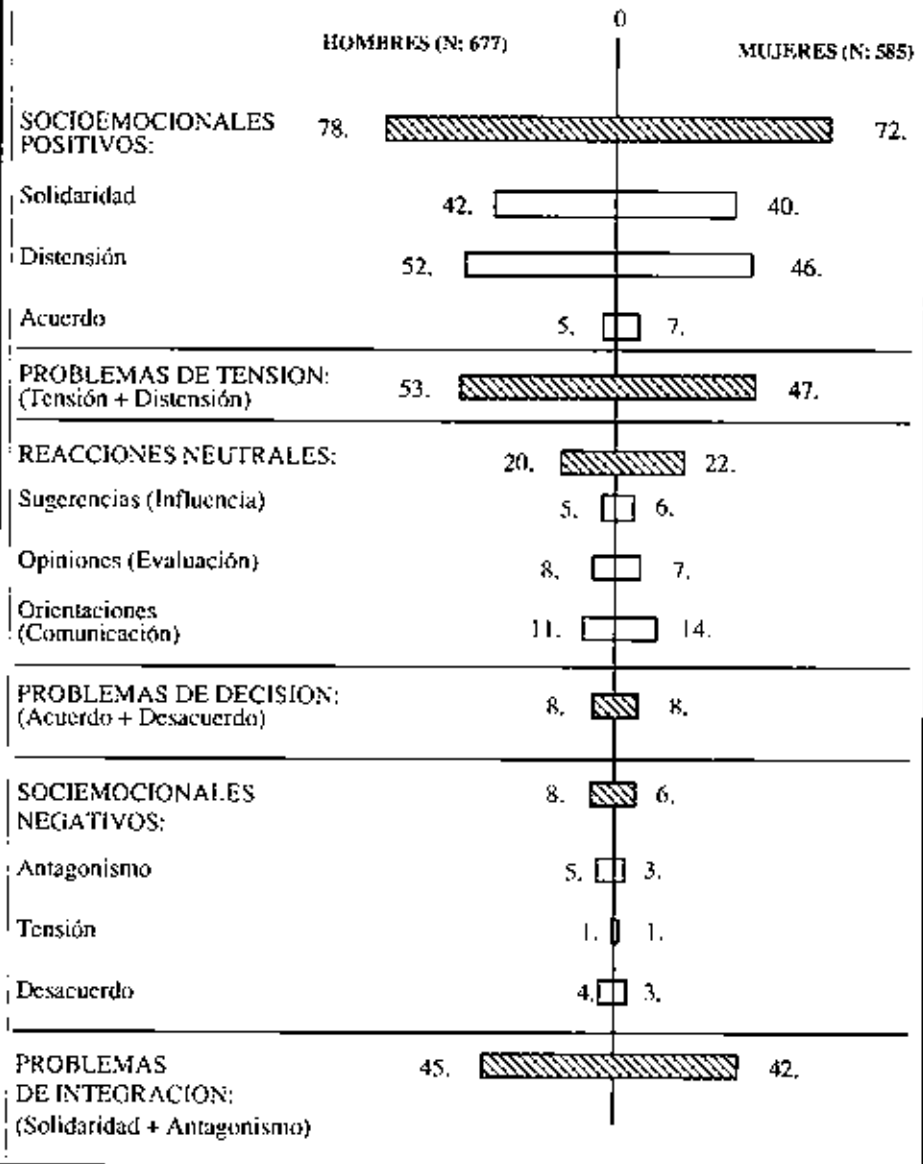 0
HOMBRES (N: 677)
MUJERES (N: 585)
SOCIOEMOCIONALES
POSITIVOS:
78. 72.
Solidaridad
42. 40.
Distensión
52. 46.
Acuerdo
5. 7.
PROBLEMAS DE TENSION:
(Tensión + Distensión)
53. 47.
REACCIONES NEUTRALES:
20. 22.
Sugerencias (Influencia)
5. 6.
Opiniones (Evaluación)
8. 7.
Orientaciones
(Comunicación)
11. 14.
PROBLEMAS DE DECISION:
(Acuerdo + Desacuerdo)
8. 8.
SOCIEMOCIONALES
NEGATIVOS:
8. 6.
Antagonismo
5. 3.
Tensión
1. 1.
Desacuerdo
4. 3.
PROBLEMAS
DE INTEGRACION:
(Solidaridad + Antagonismo)
45. 42.